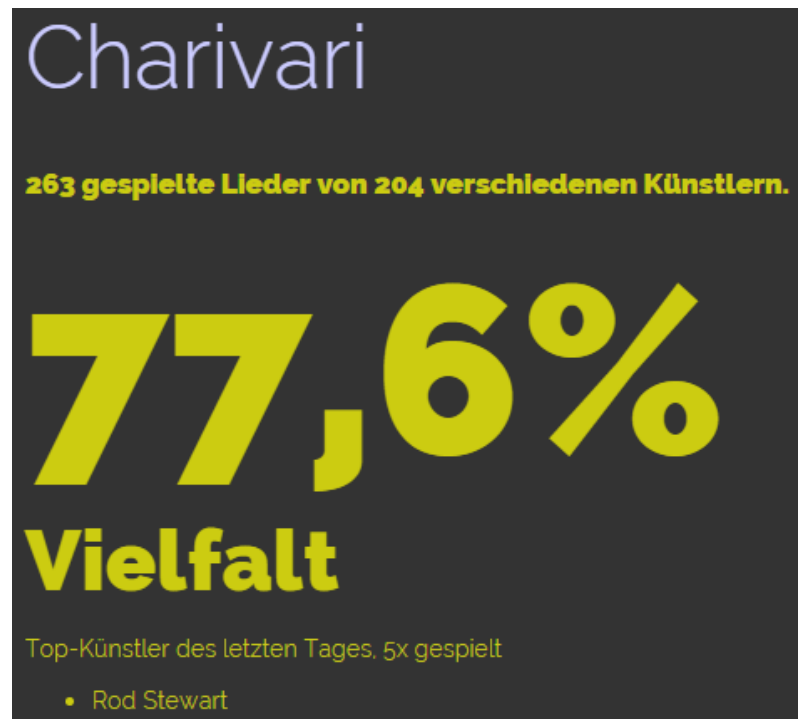 Charivari
263 gespielte Lieder von 204 verschiedenen Künstlern.
77,6%
Vielfalt
Top-Künstler des letzten Tages, 5x gespielt
• Rod Stewart